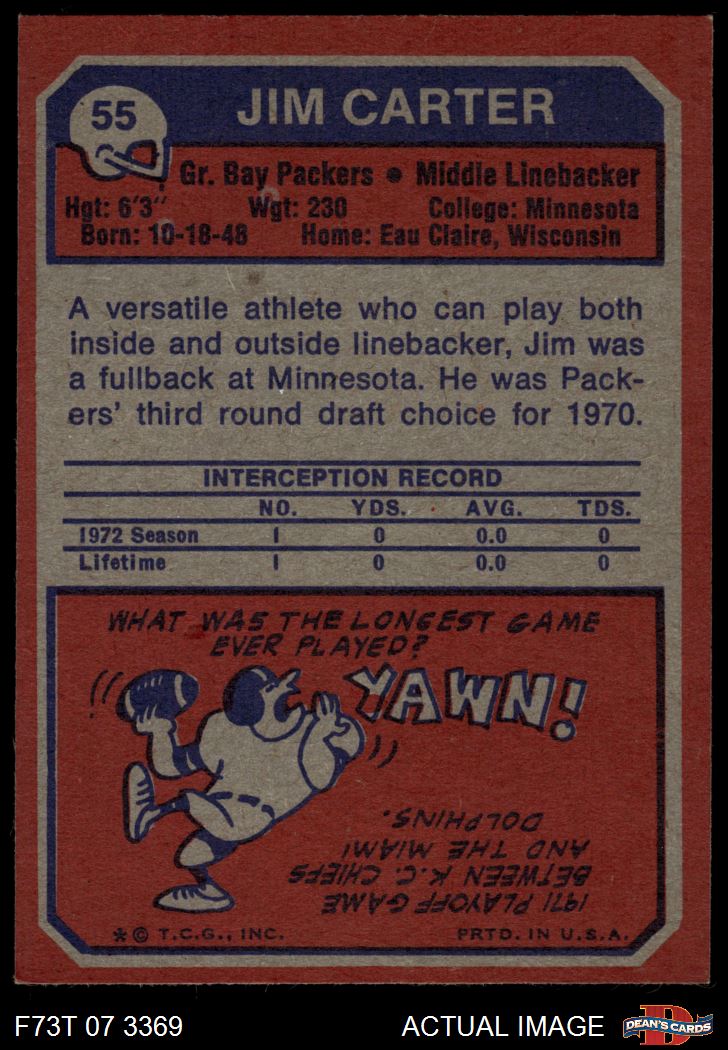 55
JIM CARTER
Gr. Bay Packers ● Middle Linebacker
Hgt: 6'3" Wgt: 230 College: Minnesota
Born: 10-18-48 Home: Eau Claire, Wisconsin
A versatile athlete who can play both
inside and outside linebacker, Jim was
a fullback at Minnesota. He was Pack-
ers' third round draft choice for 1970.
INTERCEPTION RECORD
NO. YDS. AVG. TDS.
1972 Season 1 0 0.0 0
Lifetime 1 0 0.0 0
WHAT WAS THE LONGEST GAME
EVER PLAYED?
YAWN!
1971 PLAYOFF GAME
BETWEEN K.C. CHIEFS
AND THE MIAMI
DOLPHINS.
* © T.C.G., INC. PRTD. IN U.S.A.
F73T 07 3369 ACTUAL IMAGE D DEAN'S CARDS